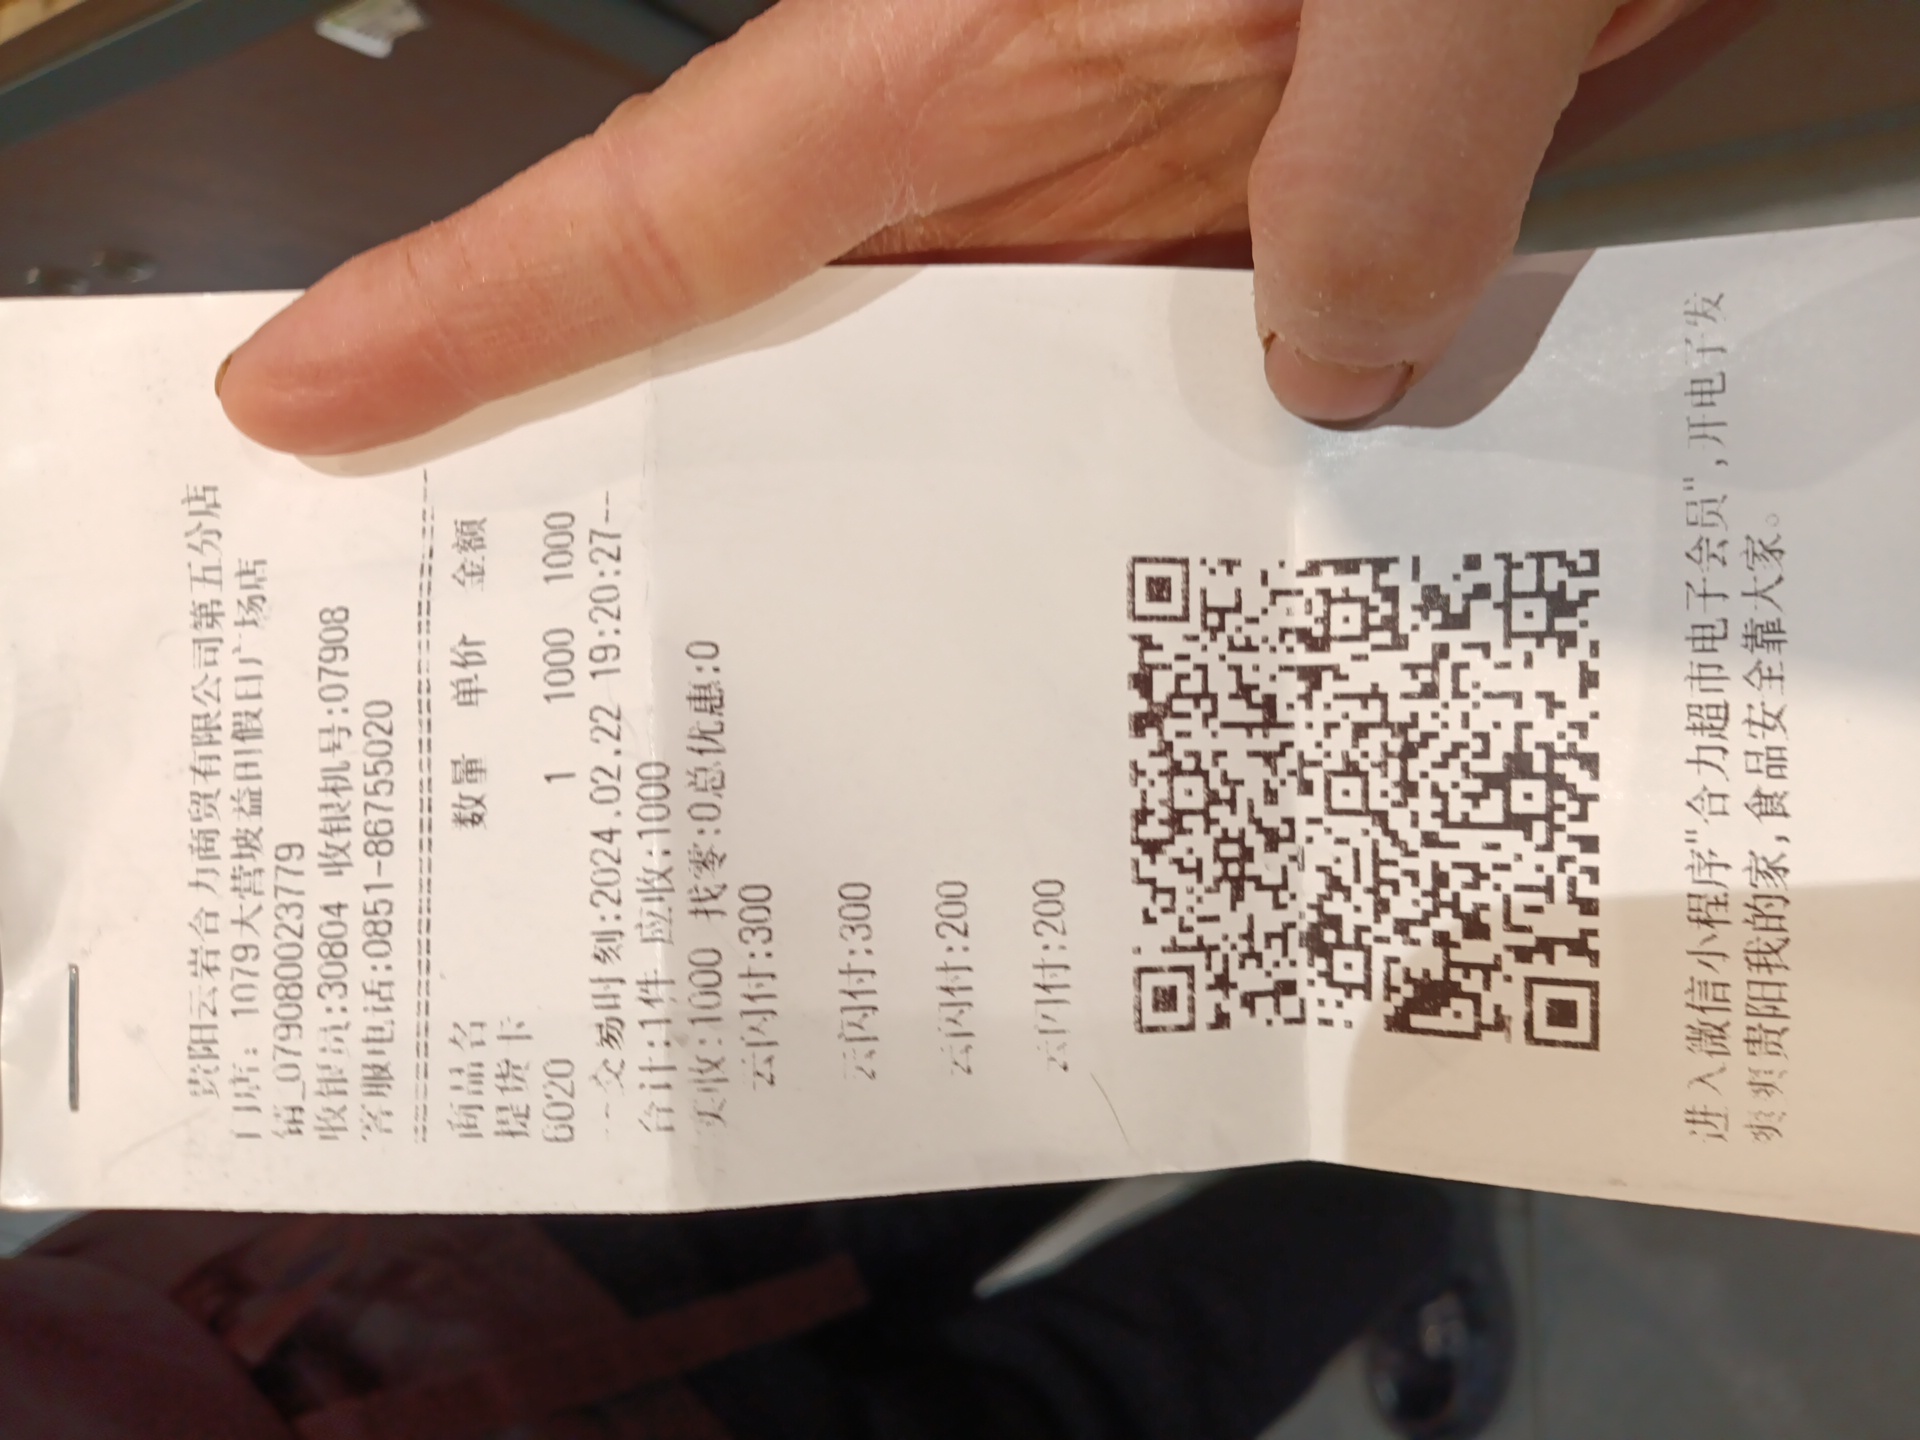 贵阳云岩合力商贸有限公司第五分店
门店: 1079大营坡益田假日广场店
销_0790800023779
收银员:30804 收银机号:07908
客服电话:0851-86755020
商品名 数量 单价 金额
提货卡
6020 1 1000 1000
---交易时刻:2024.02.22 19:20:27---
合计:1件 应收:1000
实收:1000 找零:0总优惠:0
云闪付:300
云闪付:300
云闪付:200
云闪付:200
进入微信小程序"合力超市电子会员",开电子发
爽爽贵阳我的家,食品安全靠大家。